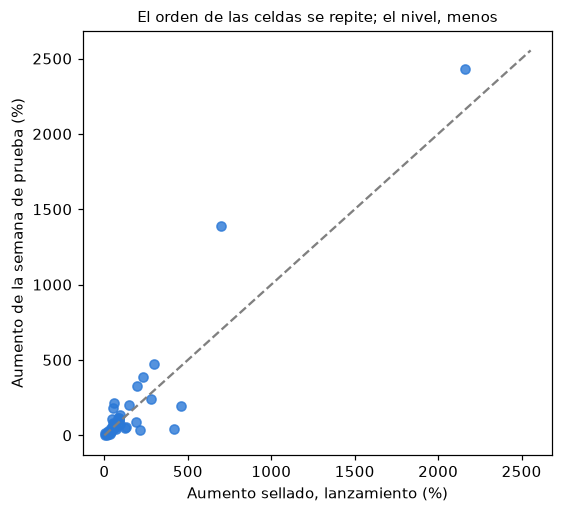 El orden de las celdas se repite; el nivel, menos
Aumento de la semana de prueba (%)
2500
2000
1500
1000
500
0
0 500 1000 1500 2000 2500
Aumento sellado, lanzamiento (%)